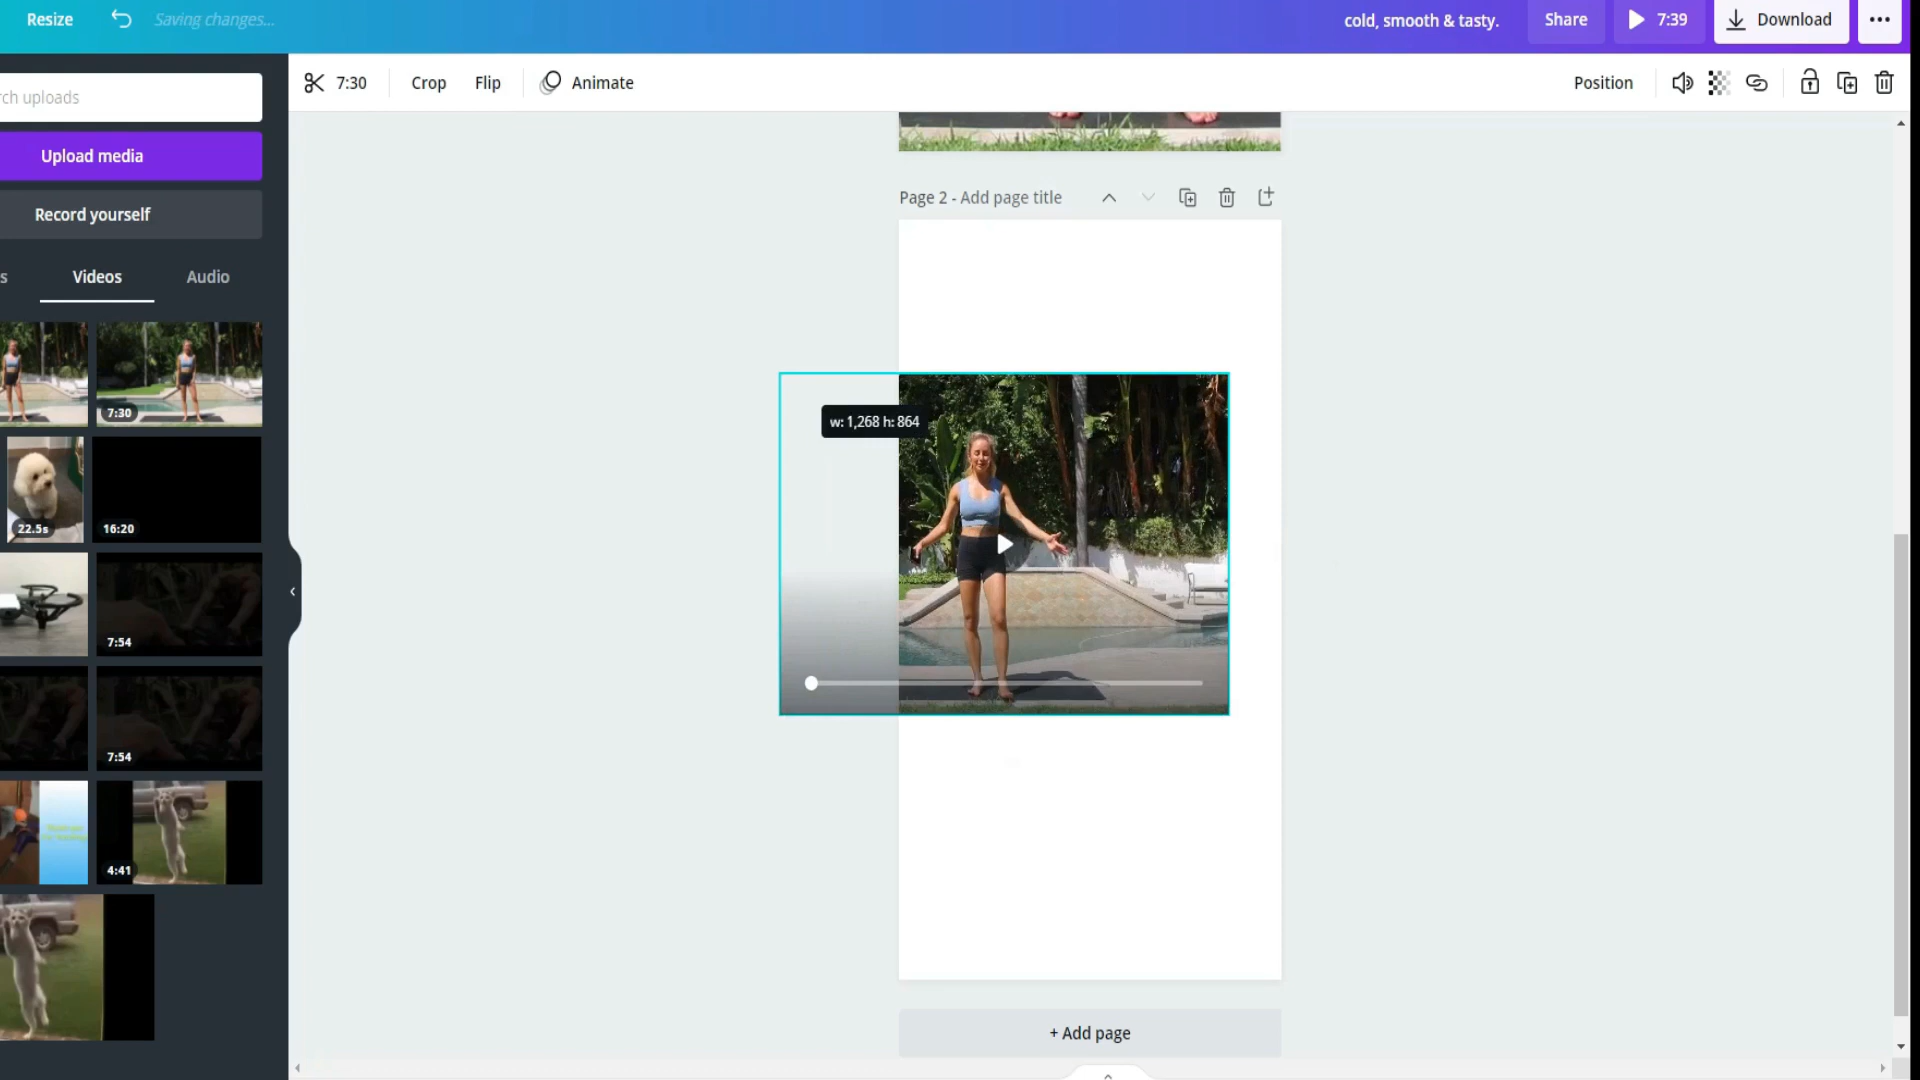 Resize
Saving changes...
cold, smooth & tasty.
Share
7:39
Download
rch uploads
7:30
Crop
Flip
Animate
Position
Upload media
Record yourself
s
Videos
Audio
7:30
22.5s
16:20
7:54
7:54
4:41
Page 2 - Add page title
w: 1,268 h: 864
+ Add page